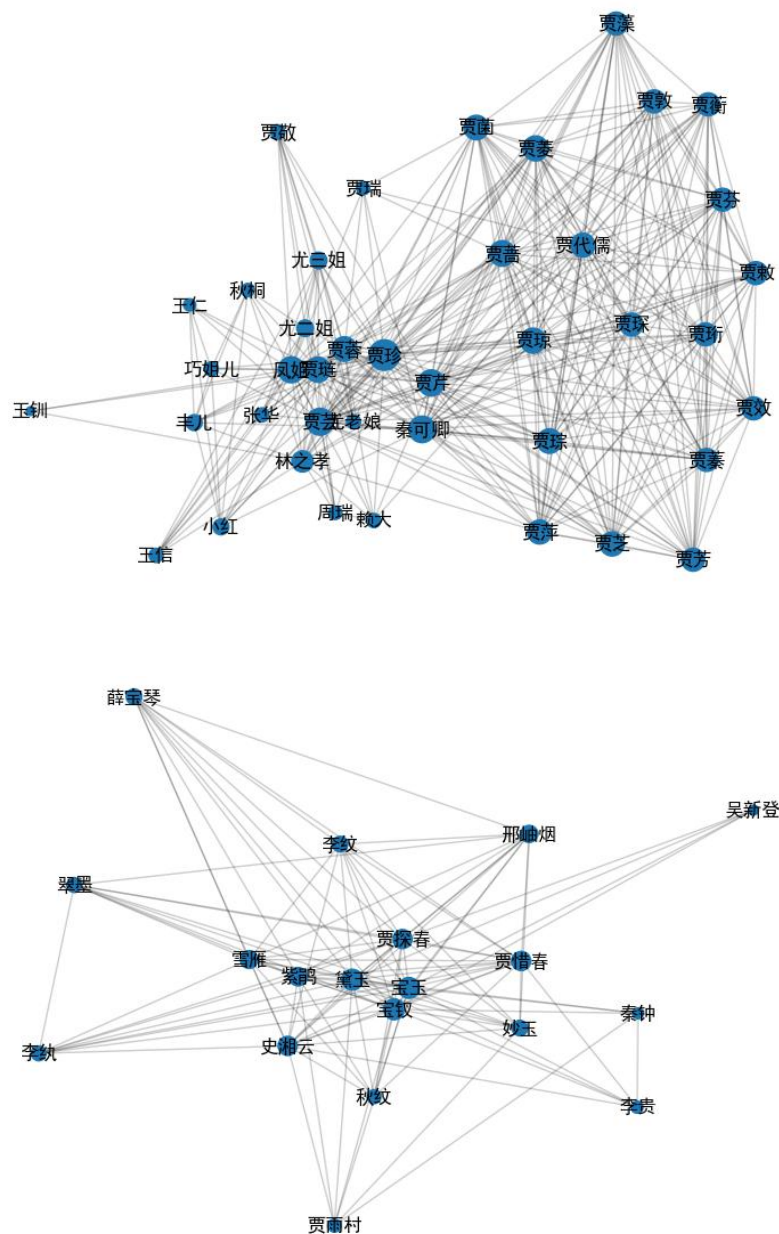 贾藻
贾敦
贾蘅
贾菌
贾敬
贾菱
贾瑞
贾芬
贾代儒
贾蔷
尤三姐
贾敕
秋桐
王仁
贾琛
尤二姐
贾珩
贾琼
贾蓉
贾珍
巧姐儿
凤姐
贾琏
贾芹
贾效
王钏
张华
丰儿
贾芸
尤老娘
秦可卿
贾琮
林之孝
贾蓁
周瑞
赖大
小红
贾萍
贾芝
王信
贾芳
薛宝琴
吴新登
邢岫烟
李纹
翠墨
贾探春
雪雁
贾惜春
紫鹃
黛玉
宝玉
宝钗
秦钟
妙玉
李纨
史湘云
秋纹
李贵
贾雨村